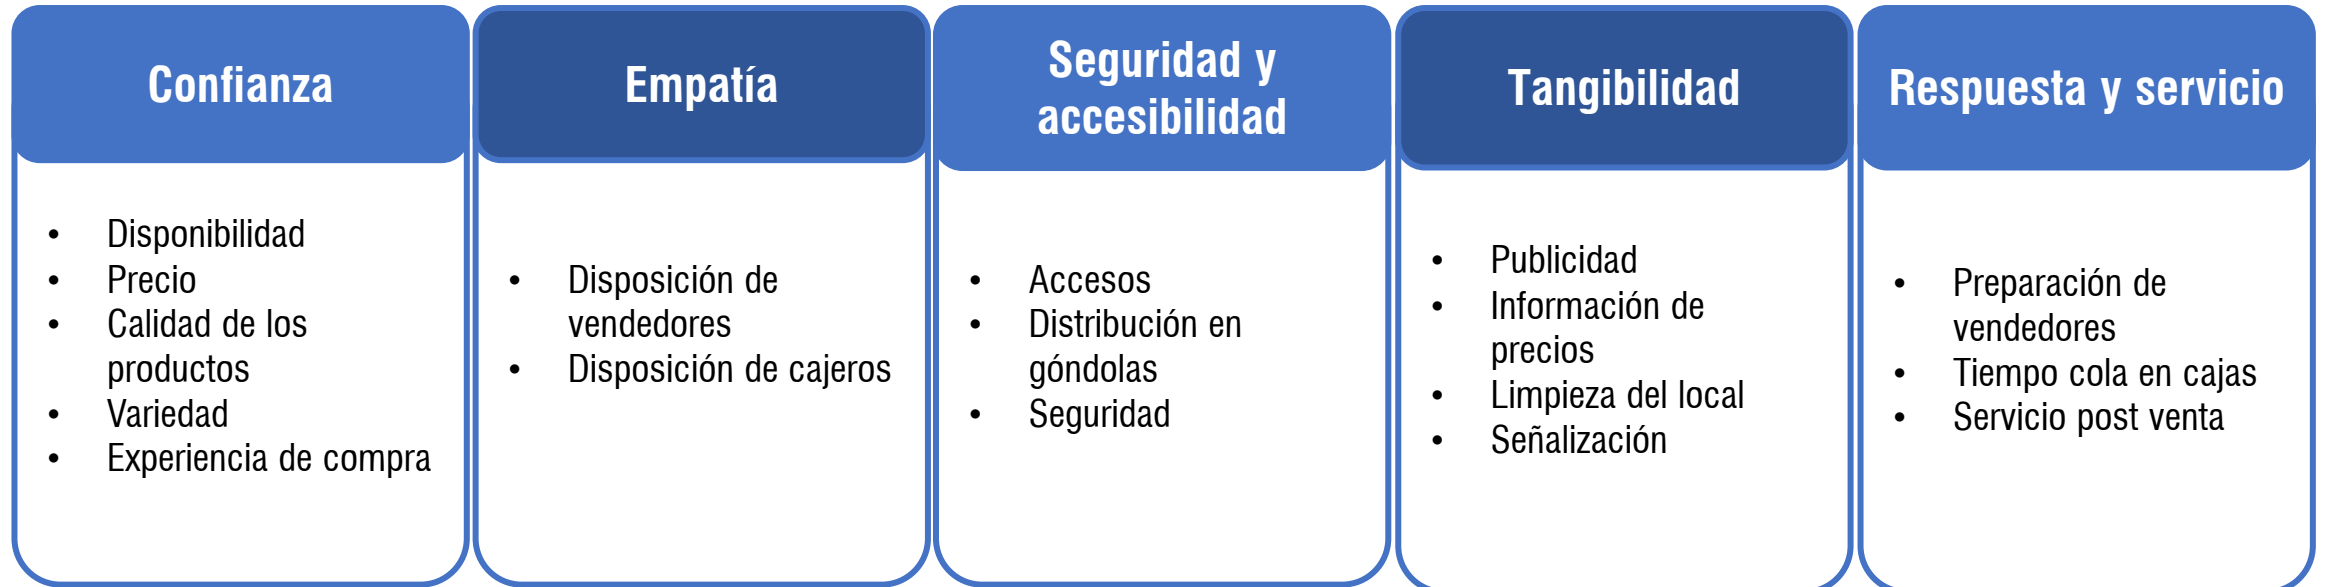 Confianza
• Disponibilidad
• Precio
• Calidad de los
productos
• Variedad
• Experiencia de compra
Empatía
• Disposición de
vendedores
• Disposición de cajeros
Seguridad y
accesibilidad
• Accesos
• Distribución en
góndolas
• Seguridad
Tangibilidad
• Publicidad
• Información de
precios
• Limpieza del local
• Señalización
Respuesta y servicio
• Preparación de
vendedores
• Tiempo cola en cajas
• Servicio post venta